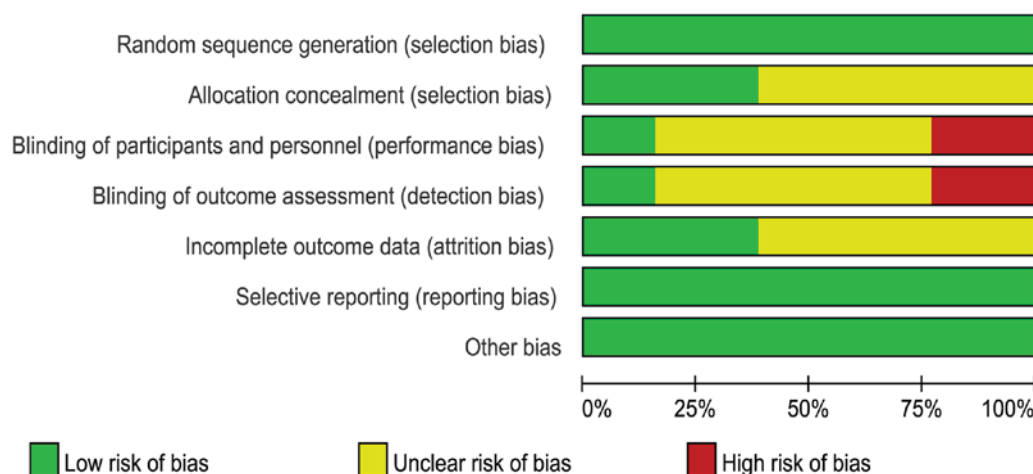 Random sequence generation (selection bias)
Allocation concealment (selection bias)
Blinding of participants and personnel (performance bias)
Blinding of outcome assessment (detection bias)
Incomplete outcome data (attrition bias)
Selective reporting (reporting bias)
Other bias
0% 25% 50% 75% 100%
Low risk of bias Unclear risk of bias High risk of bias